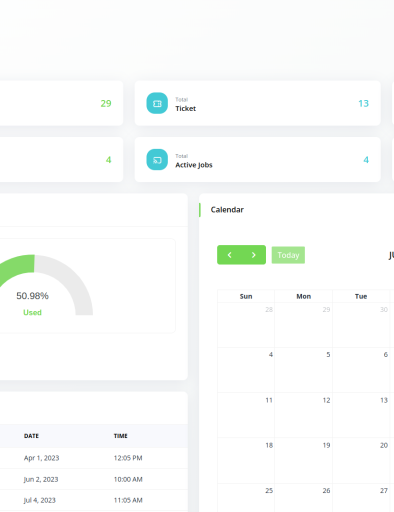 29
Total
Ticket
13
4
Total
Active Jobs
4
50.98%
Used
DATE TIME
Apr 1, 2023 12:05 PM
Jun 2, 2023 10:00 AM
Jul 4, 2023 11:05 AM
Calendar
Today
JU
Sun Mon Tue
28 29 30
4 5 6
11 12 13
18 19 20
25 26 27